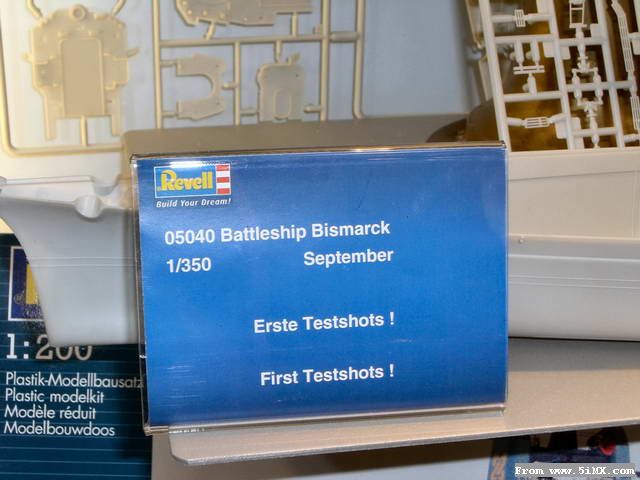 Revell
Build Your Dream!
05040 Battleship Bismarck
1/350 September
Erste Testshots !
First Testshots !
1:200
Plastik-Modellbausatz
Plastic modelkit
Modèle réduit
Modelbouwdoos
From www.5iMX.com